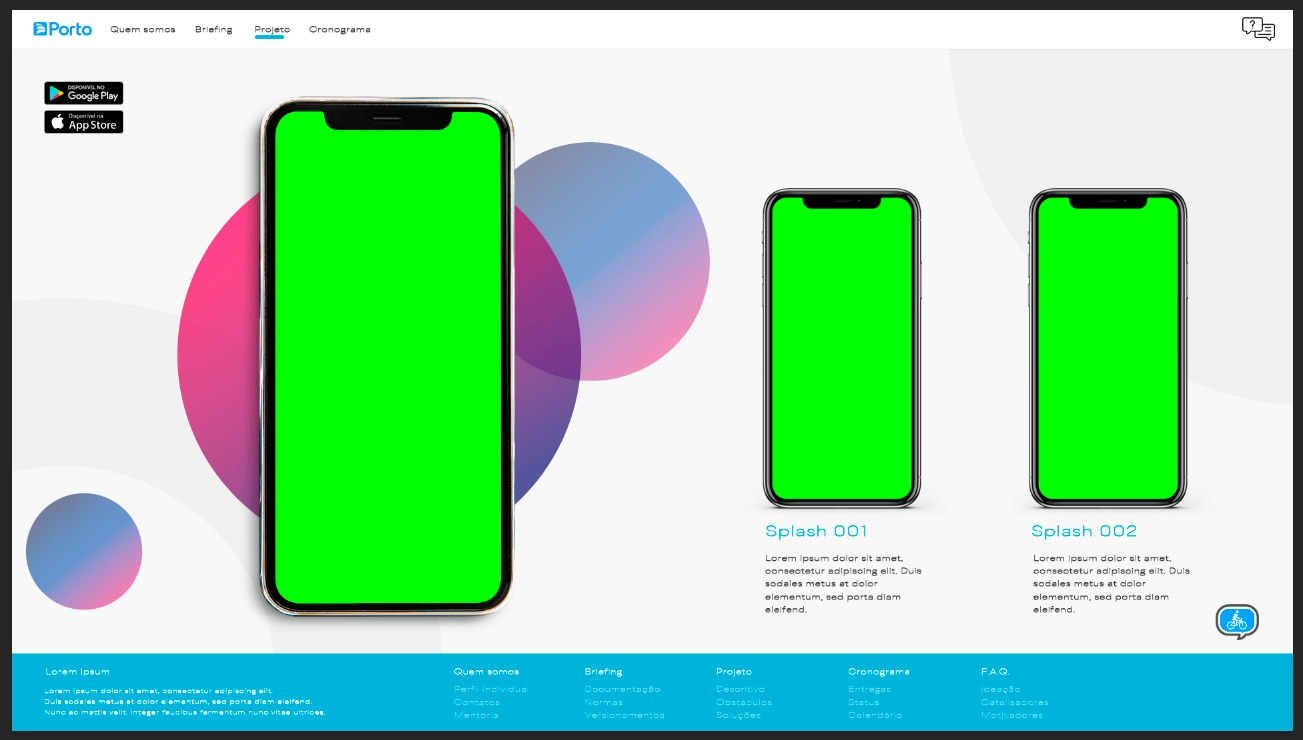 Porto
Quem somos
Briefing
Projeto
Cronograma
?
DISPONÍVEL NO
Google Play
Disponível na
App Store
Splash 001
Lorem ipsum dolor sit amet,
consectetur adipiscing elit. Duis
sodales metus at dolor
elementum, sed porta diam
eleifend.
Splash 002
Lorem ipsum dolor sit amet,
consectetur adipiscing elit. Duis
sodales metus at dolor
elementum, sed porta diam
eleifend.
Lorem Ipsum
Lorem ipsum dolor sit amet, consectetur adipiscing elit.
Duis sodales metus at dolor elementum, sed porta diam eleifend.
Nunc ac mattis velit. Integer faucibus fermentum nunc vitae ultrices.
Quem somos
Perfil Individual
Contatos
Mentoria
Briefing
Documentação
Normas
Versionamentos
Projeto
Descritivo
Obstáculos
Soluções
Cronograma
Entregas
Status
Calendário
F.A.Q.
Ideação
Catalisadores
Motivadores